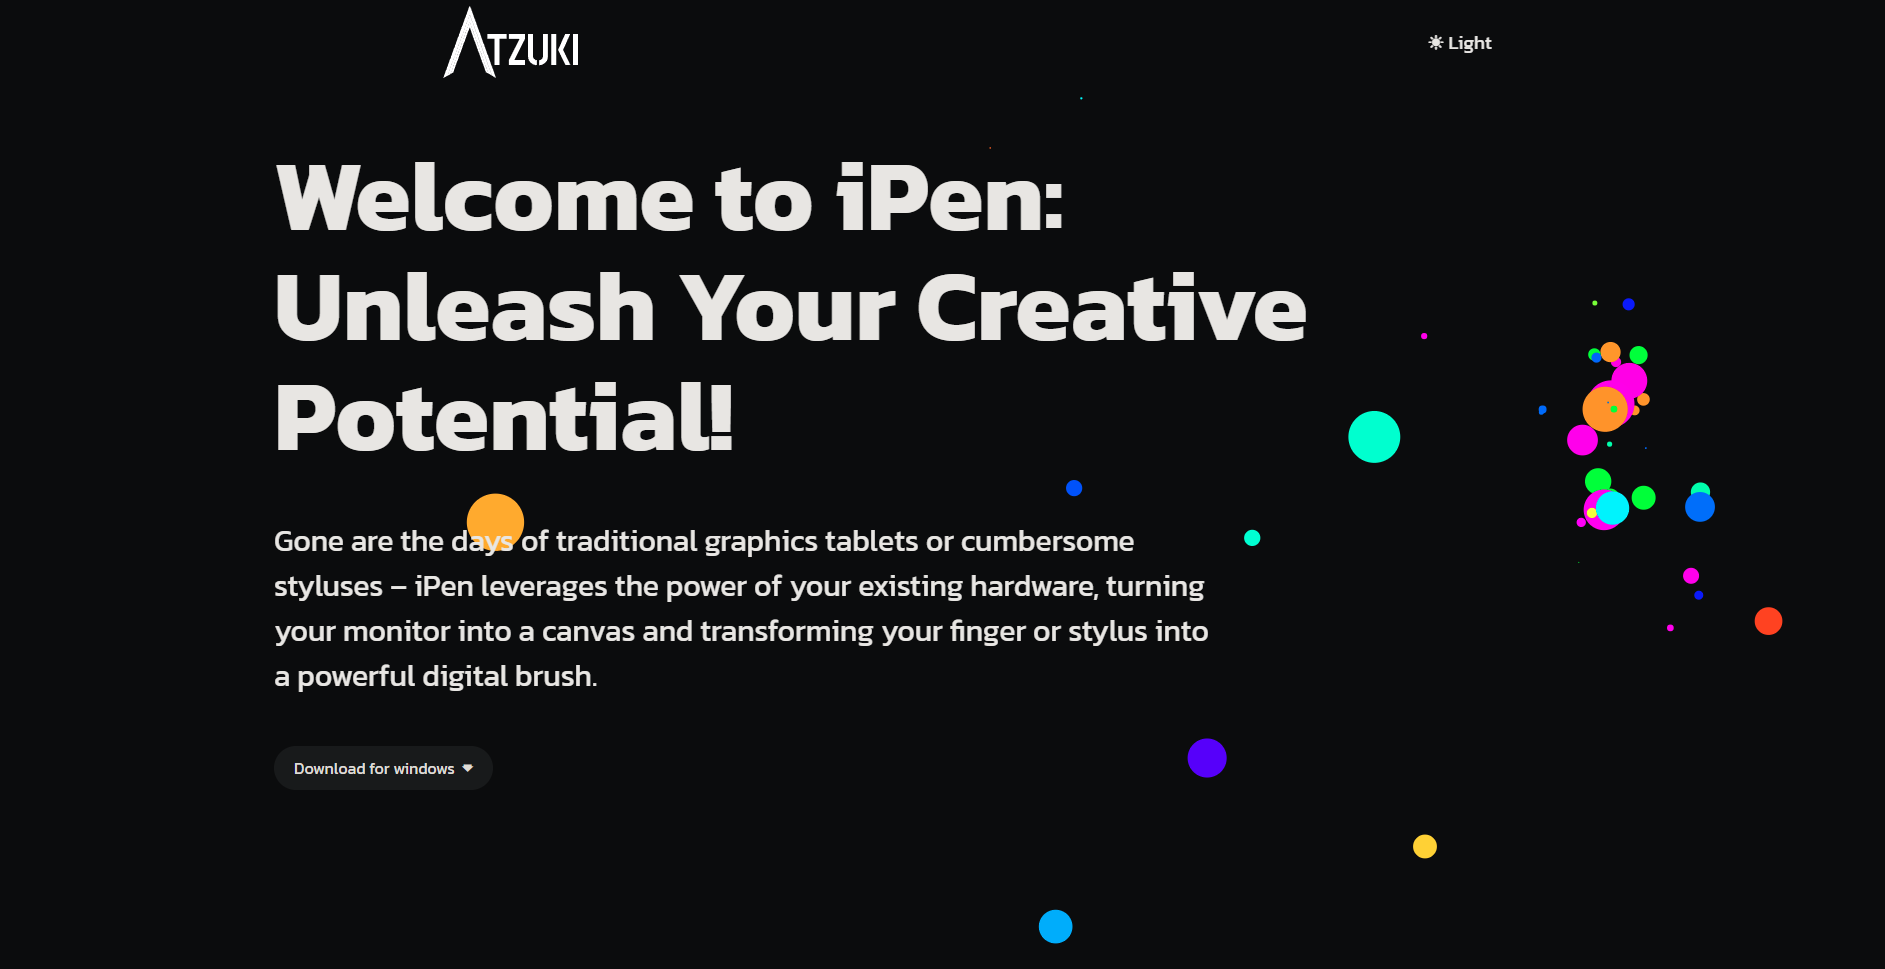 ATZUKI
Light
Welcome to iPen:
Unleash Your Creative
Potential!
Gone are the days of traditional graphics tablets or cumbersome
styluses – iPen leverages the power of your existing hardware, turning
your monitor into a canvas and transforming your finger or stylus into
a powerful digital brush.
Download for windows